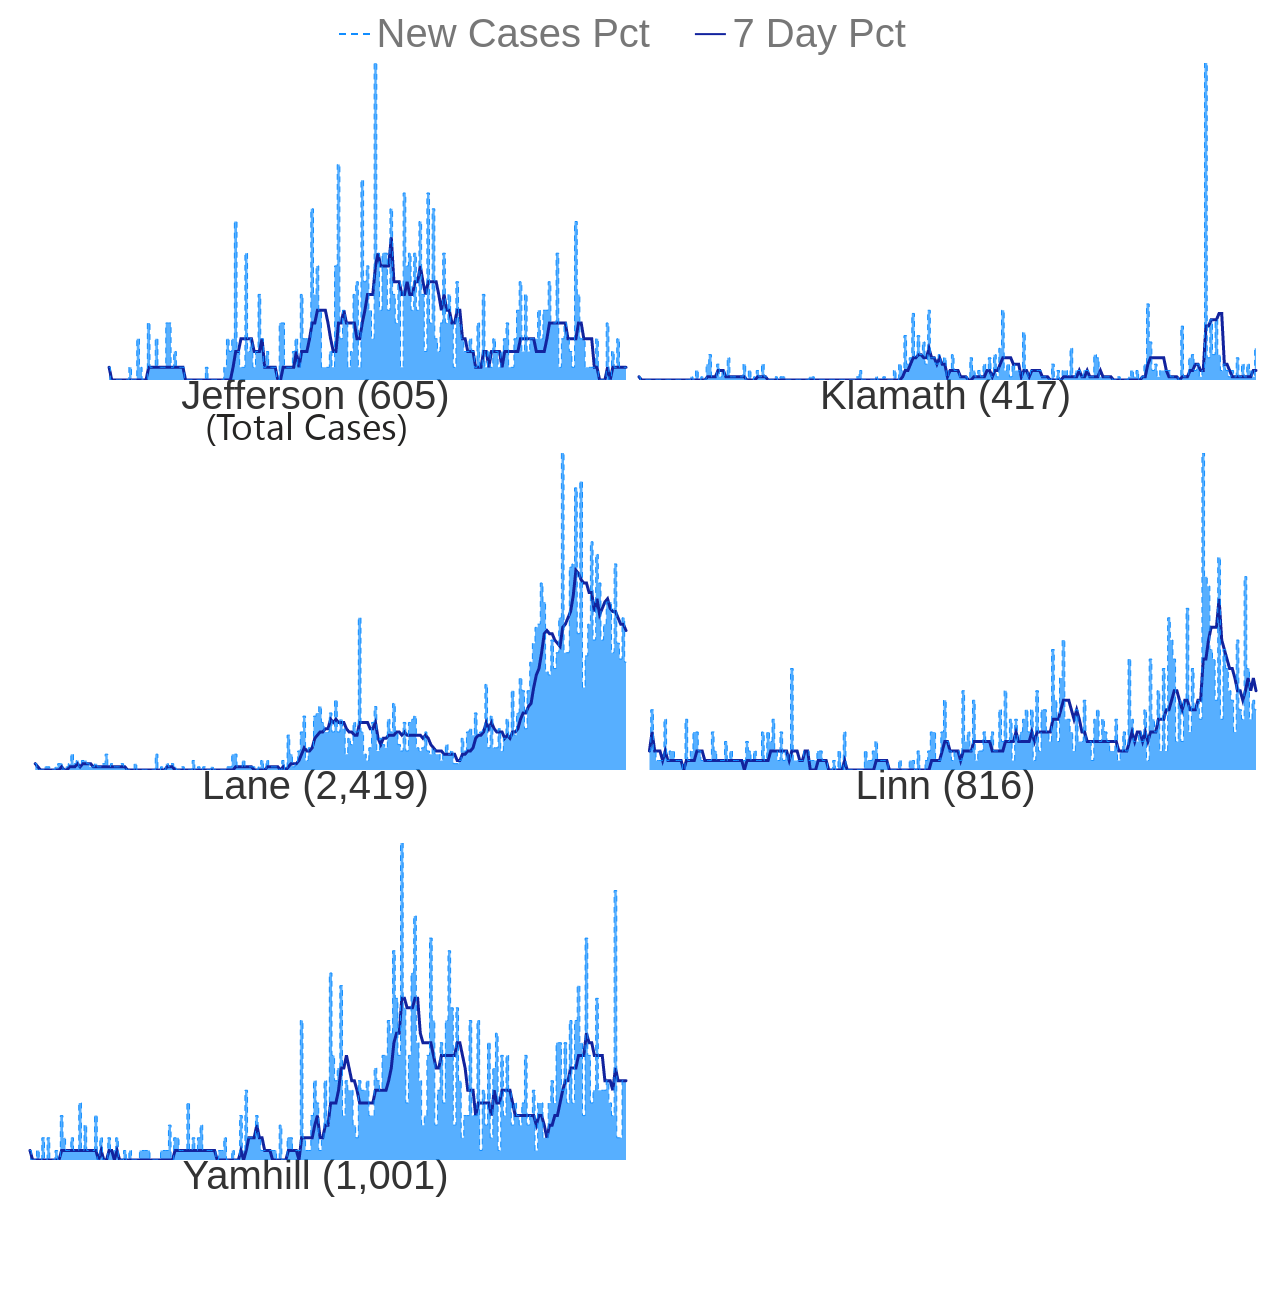 New Cases Pct 7 Day Pct
Jefferson (605) Klamath (417)
(Total Cases)
Lane (2,419) Linn (816)
Yamhill (1,001)